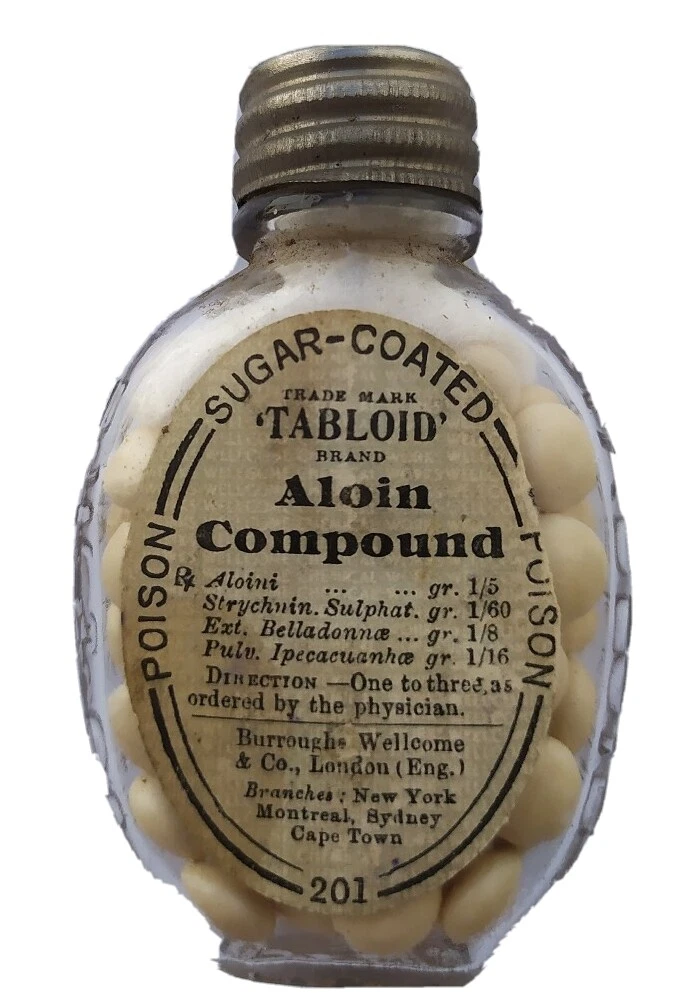 SUGAR-COATED
TRADE MARK
'TABLOID'
BRAND
Aloin
Compound
POISON
POISON
℞ Aloini ... ... gr. 1/5
Strychnin. Sulphat. gr. 1/60
Ext. Belladonnæ ... gr. 1/8
Pulv. Ipecacuanhæ gr. 1/16
DIRECTION —One to three, as
ordered by the physician.
Burroughs Wellcome
& Co., London (Eng.)
Branches: New York
Montreal, Sydney
Cape Town
201